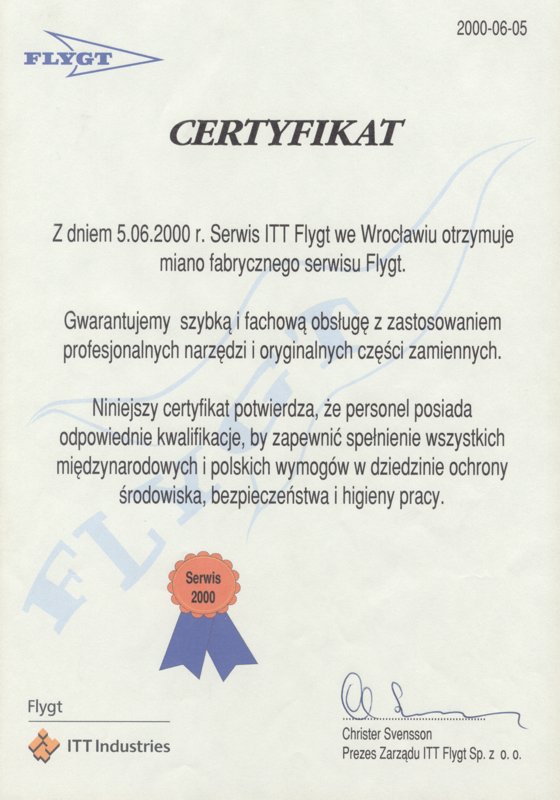 2000-06-05
FLYGT
CERTYFIKAT
Z dniem 5.06.2000 r. Serwis ITT Flygt we Wrocławiu otrzymuje
miano fabrycznego serwisu Flygt.
Gwarantujemy szybką i fachową obsługę z zastosowaniem
profesjonalnych narzędzi i oryginalnych części zamiennych.
Niniejszy certyfikat potwierdza, że personel posiada
odpowiednie kwalifikacje, by zapewnić spełnienie wszystkich
międzynarodowych i polskich wymogów w dziedzinie ochrony
środowiska, bezpieczeństwa i higieny pracy.
FLYGT
Serwis
2000
Flygt
ITT Industries
Christer Svensson
Prezes Zarządu ITT Flygt Sp. z o. o.